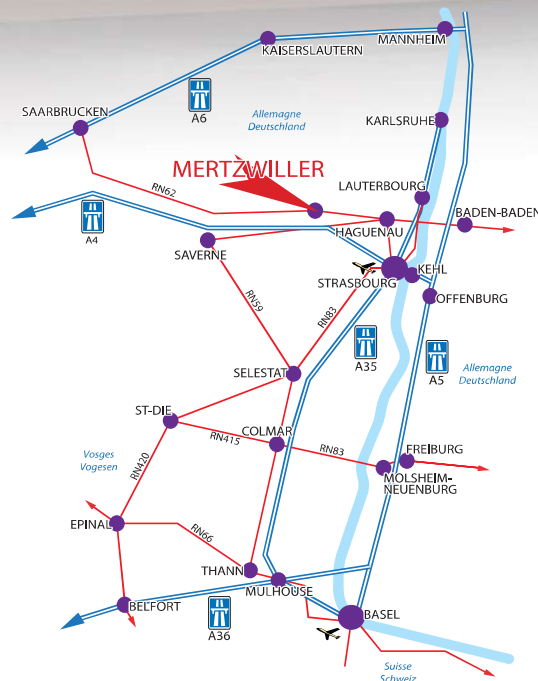 MANNHEIM
KAISERSLAUTERN
A6
SAARBRUCKEN
Allemagne
Deutschland
KARLSRUHE
MERTZWILLER
RN62
LAUTERBOURG
BADEN-BADEN
HAGUENAU
A4
SAVERNE
STRASBOURG
KEHL
OFFENBURG
RN59
RN83
A35
A5
Allemagne
Deutschland
SELESTAT
ST-DIE
COLMAR
RN415
RN83
FREIBURG
Vosges
Vogesen
RN420
MOLSHEIM-
NEUENBURG
EPINAL
RN66
THANN
MULHOUSE
BELFORT
A36
BASEL
Suisse
Schweiz